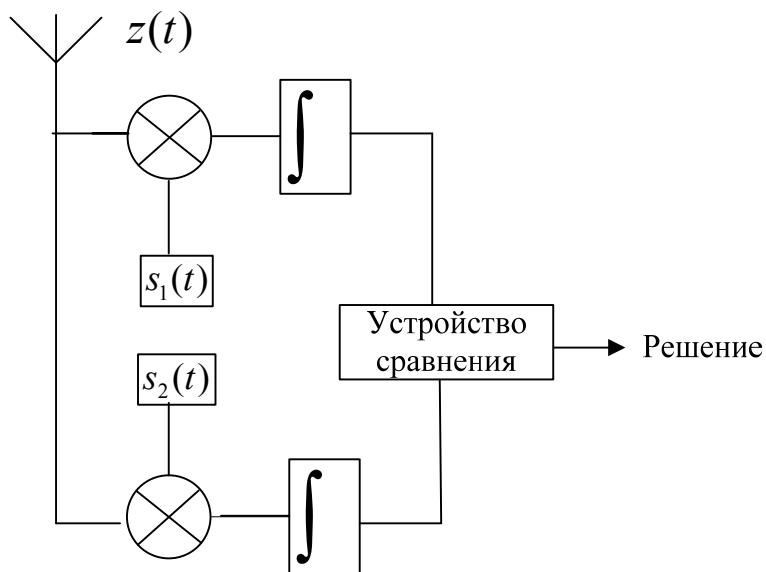 z(t)
∫
s₁(t)
Устройство
сравнения
Решение
s₂(t)
∫